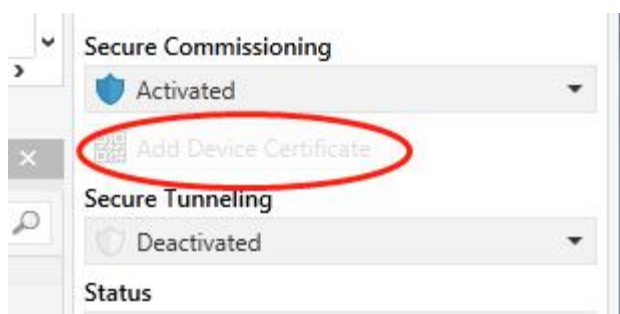 Secure Commissioning
Activated
Add Device Certificate
Secure Tunneling
Deactivated
Status